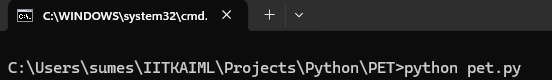 C:\WINDOWS\system32\cmd.
C:\Users\sumes\IITKAIML\Projects\Python\PET>python pet.py